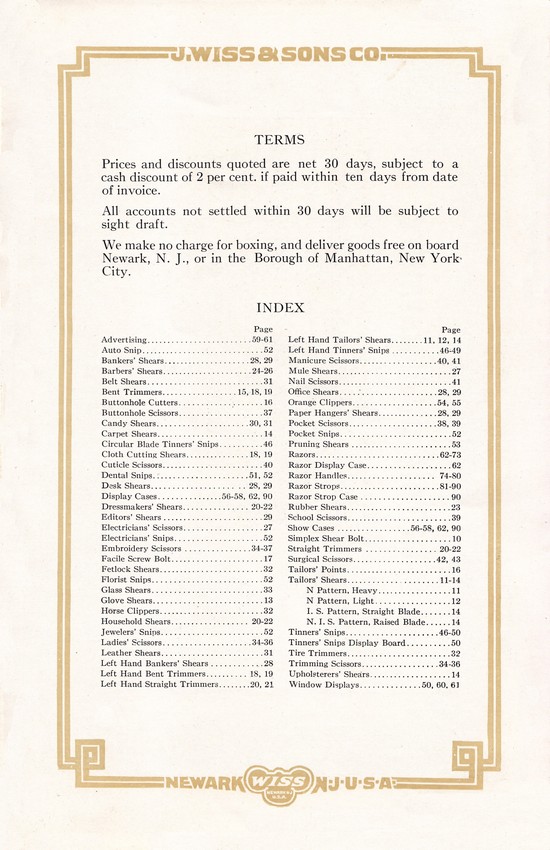 J. WISS & SONS CO.
TERMS
Prices and discounts quoted are net 30 days, subject to a
cash discount of 2 per cent. if paid within ten days from date
of invoice.
All accounts not settled within 30 days will be subject to
sight draft.
We make no charge for boxing, and deliver goods free on board
Newark, N. J., or in the Borough of Manhattan, New York
City.
INDEX
Page
Advertising........................59-61
Auto Snip............................52
Bankers' Shears....................28, 29
Barbers' Shears.....................24-26
Belt Shears..........................31
Bent Trimmers..................15, 18, 19
Buttonhole Cutters...................16
Buttonhole Scissors..................37
Candy Shears.......................30, 31
Carpet Shears........................14
Circular Blade Tinners' Snips.........46
Cloth Cutting Shears...............18, 19
Cuticle Scissors.....................40
Dental Snips.......................51, 52
Desk Shears........................28, 29
Display Cases..............56-58, 62, 90
Dressmakers' Shears................20-22
Editors' Shears......................29
Electricians' Scissors...............27
Electricians' Snips..................52
Embroidery Scissors................34-37
Facile Screw Bolt....................17
Fetlock Shears.......................32
Florist Snips........................52
Glass Shears.........................33
Glove Shears.........................13
Horse Clippers.......................32
Household Shears...................20-22
Jewelers' Snips......................52
Ladies' Scissors...................34-36
Leather Shears.......................31
Left Hand Bankers' Shears............28
Left Hand Bent Trimmers............18, 19
Left Hand Straight Trimmers........20, 21
Page
Left Hand Tailors' Shears........11, 12, 14
Left Hand Tinners' Snips...........46-49
Manicure Scissors..................40, 41
Mule Shears..........................27
Nail Scissors........................41
Office Shears......................28, 29
Orange Clippers....................54, 55
Paper Hangers' Shears..............28, 29
Pocket Scissors....................38, 39
Pocket Snips.........................52
Pruning Shears.......................53
Razors.............................62-73
Razor Display Case...................62
Razor Handles......................74-80
Razor Strops.......................81-90
Razor Strop Case.....................90
Rubber Shears........................23
School Scissors......................39
Show Cases.................56-58, 62, 90
Simplex Shear Bolt...................10
Straight Trimmers..................20-22
Surgical Scissors..................42, 43
Tailors' Points......................16
Tailors' Shears....................11-14
N Pattern, Heavy.....................11
N Pattern, Light.....................12
I. S. Pattern, Straight Blade........14
N. I. S. Pattern, Raised Blade.......14
Tinners' Snips.....................46-50
Tinners' Snips Display Board.........50
Tire Trimmers........................32
Trimming Scissors..................34-36
Upholsterers' Shears.................14
Window Displays................50, 60, 61
NEWARK WISS N·J·U·S·A·
NEWARK N.J.
U.S.A.